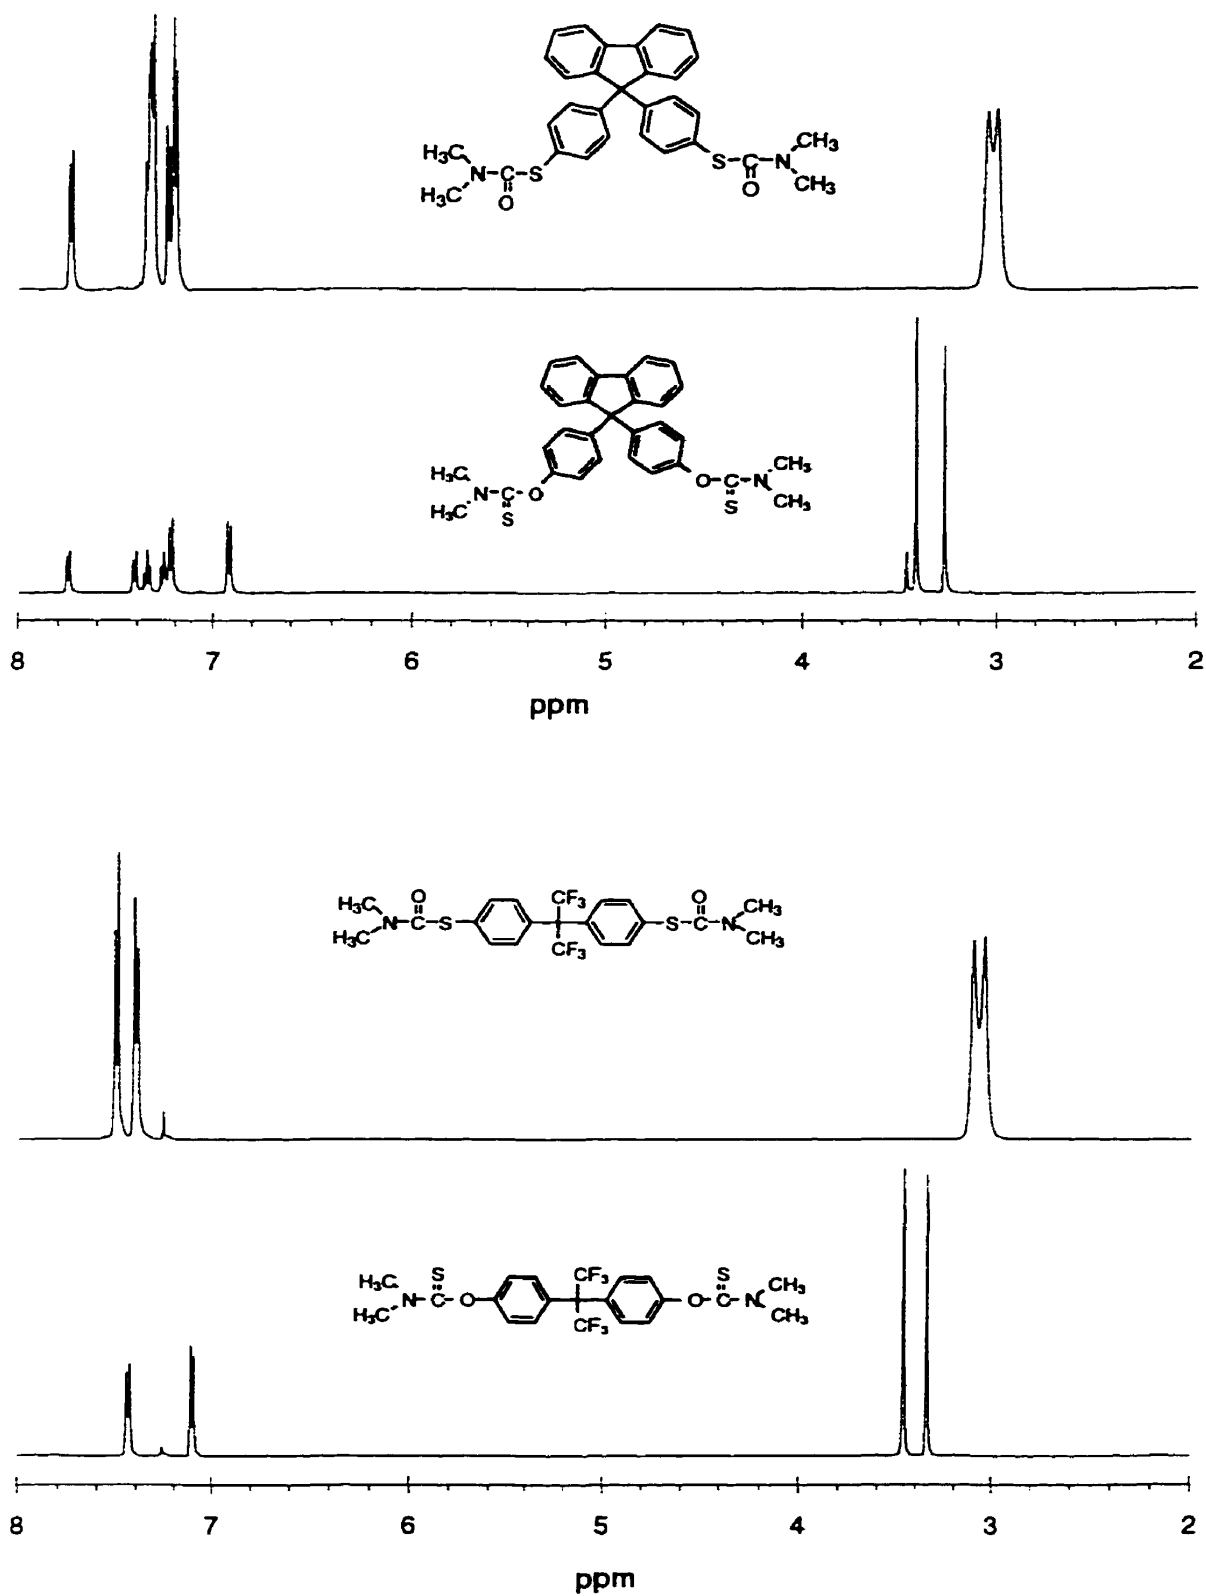 H₃C CH₃
N–C–S S–C–N
H₃C O O CH₃
H₃C CH₃
N–C–O O–C–N
H₃C S S CH₃
8 7 6 5 4 3 2
ppm
O CF₃ O
H₃C CH₃
N–C–S S–C–N
H₃C CF₃ CH₃
S CF₃ S
H₃C CH₃
N–C–O O–C–N
H₃C CF₃ CH₃
8 7 6 5 4 3 2
ppm